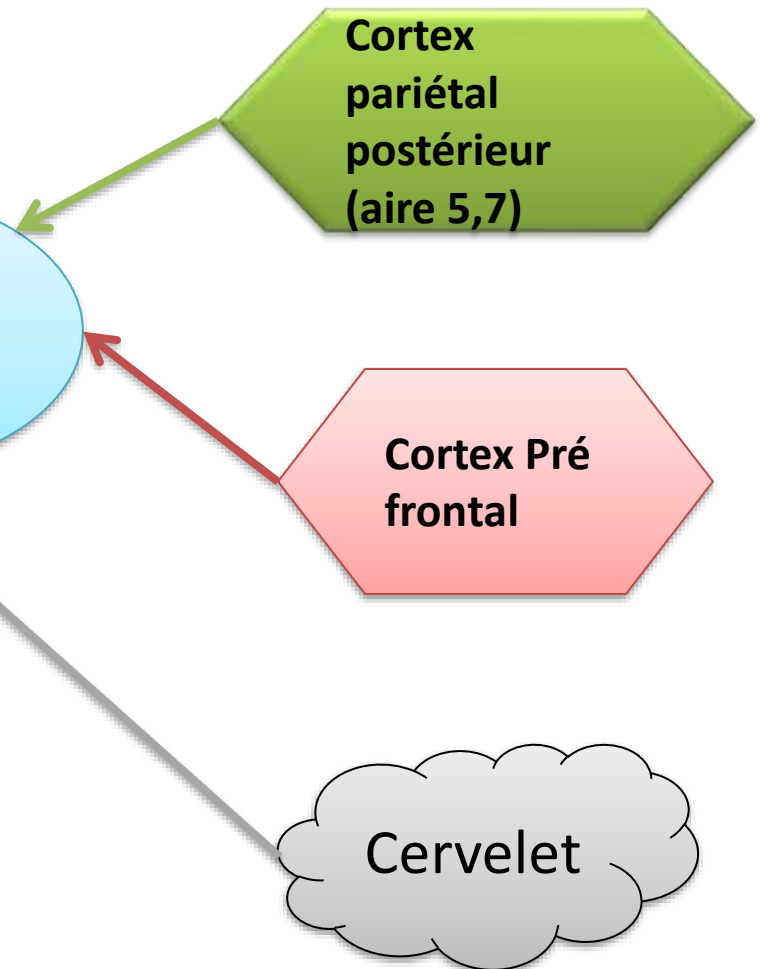 Cortex
pariétal
postérieur
(aire 5,7)
Cortex Pré
frontal
Cervelet